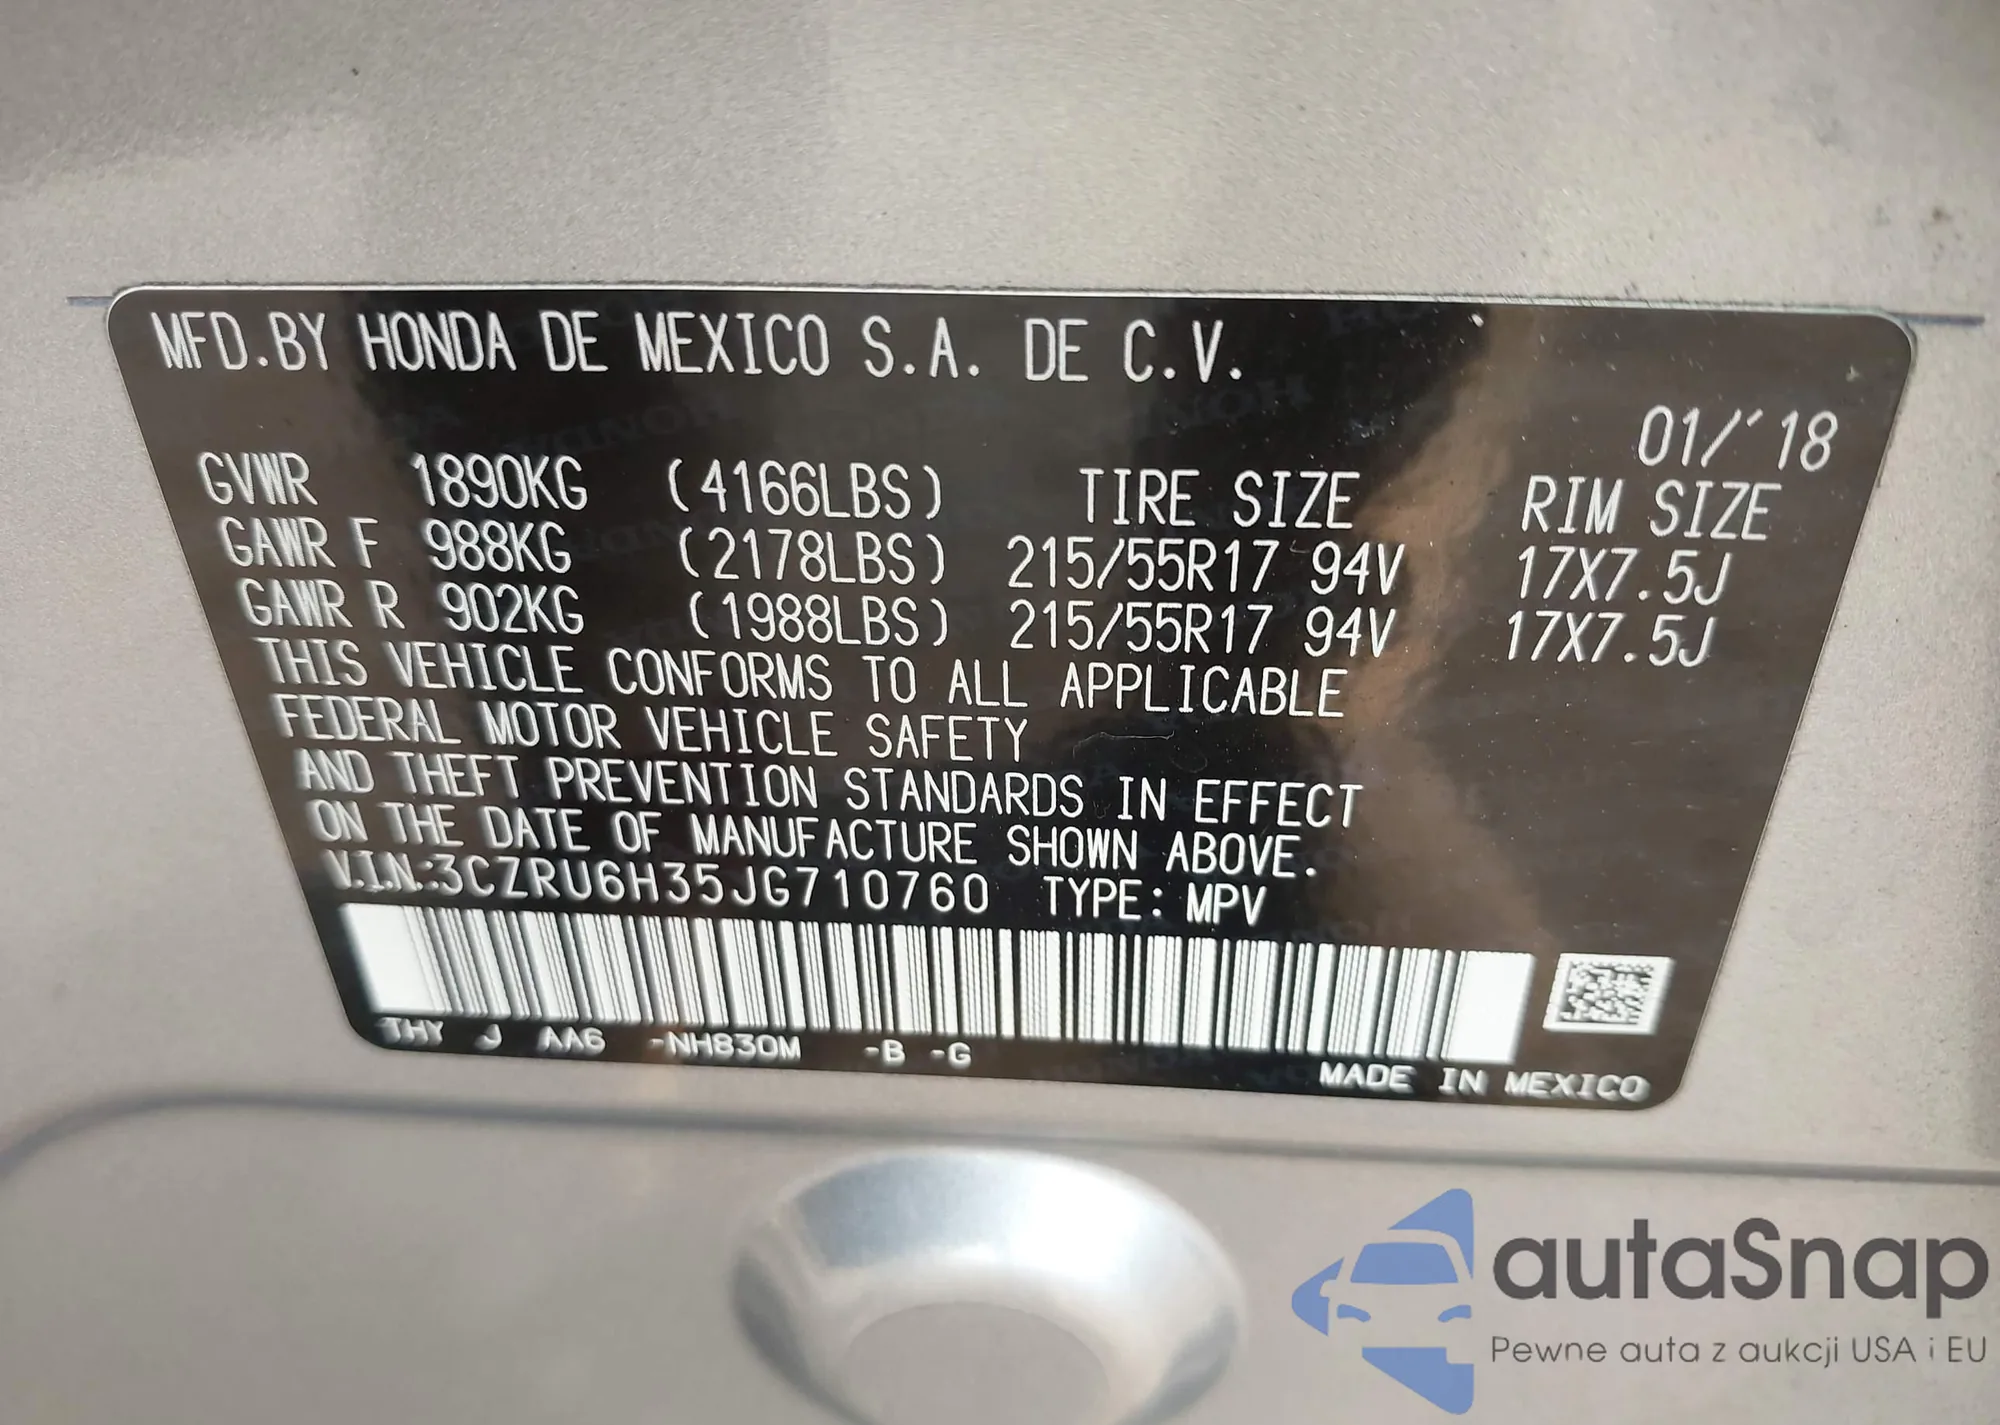 MFD.BY HONDA DE MEXICO S.A. DE C.V.
01/'18
GVWR 1890KG (4166LBS) TIRE SIZE RIM SIZE
GAWR F 988KG (2178LBS) 215/55R17 94V 17X7.5J
GAWR R 902KG (1988LBS) 215/55R17 94V 17X7.5J
THIS VEHICLE CONFORMS TO ALL APPLICABLE
FEDERAL MOTOR VEHICLE SAFETY
AND THEFT PREVENTION STANDARDS IN EFFECT
ON THE DATE OF MANUFACTURE SHOWN ABOVE.
V.I.N.:3CZRU6H35JG710760 TYPE: MPV
THY J AA6 -NH830M -B -G
MADE IN MEXICO
autaSnap
Pewne auta z aukcji USA i EU